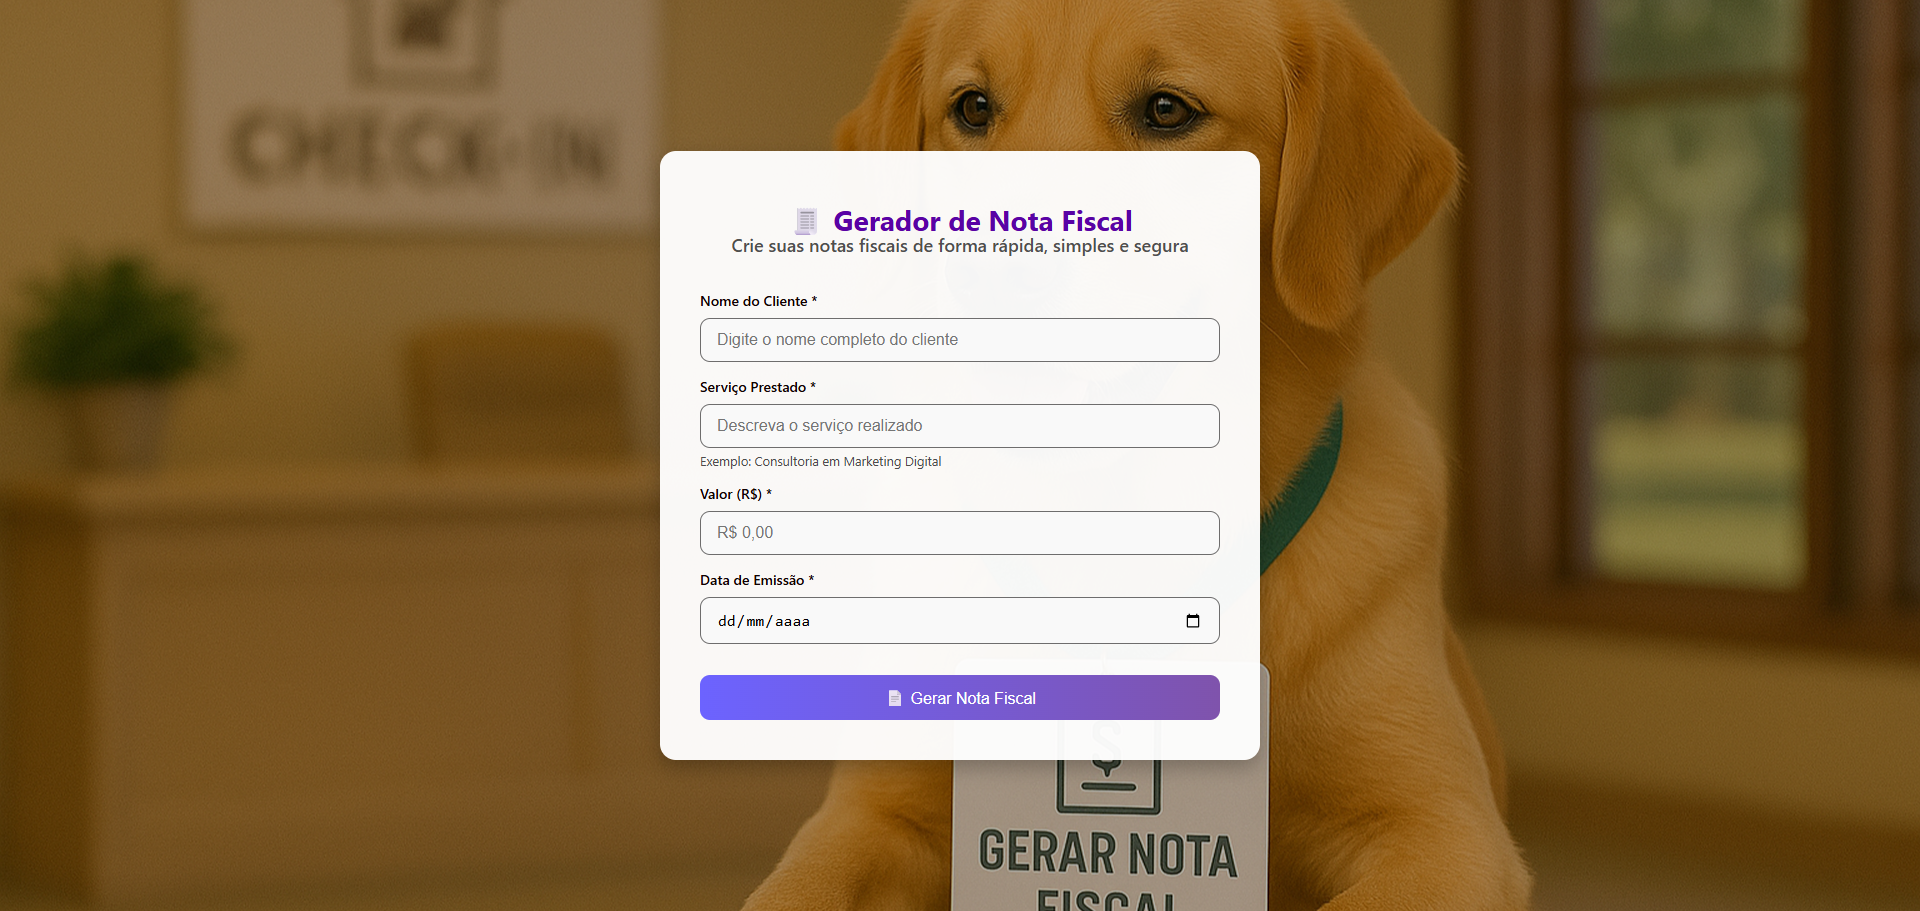 CHECK-IN
Gerador de Nota Fiscal
Crie suas notas fiscais de forma rápida, simples e segura
Nome do Cliente *
Digite o nome completo do cliente
Serviço Prestado *
Descreva o serviço realizado
Exemplo: Consultoria em Marketing Digital
Valor (R$) *
R$ 0,00
Data de Emissão *
dd/mm/aaaa
Gerar Nota Fiscal
$
GERAR NOTA
FISCAL